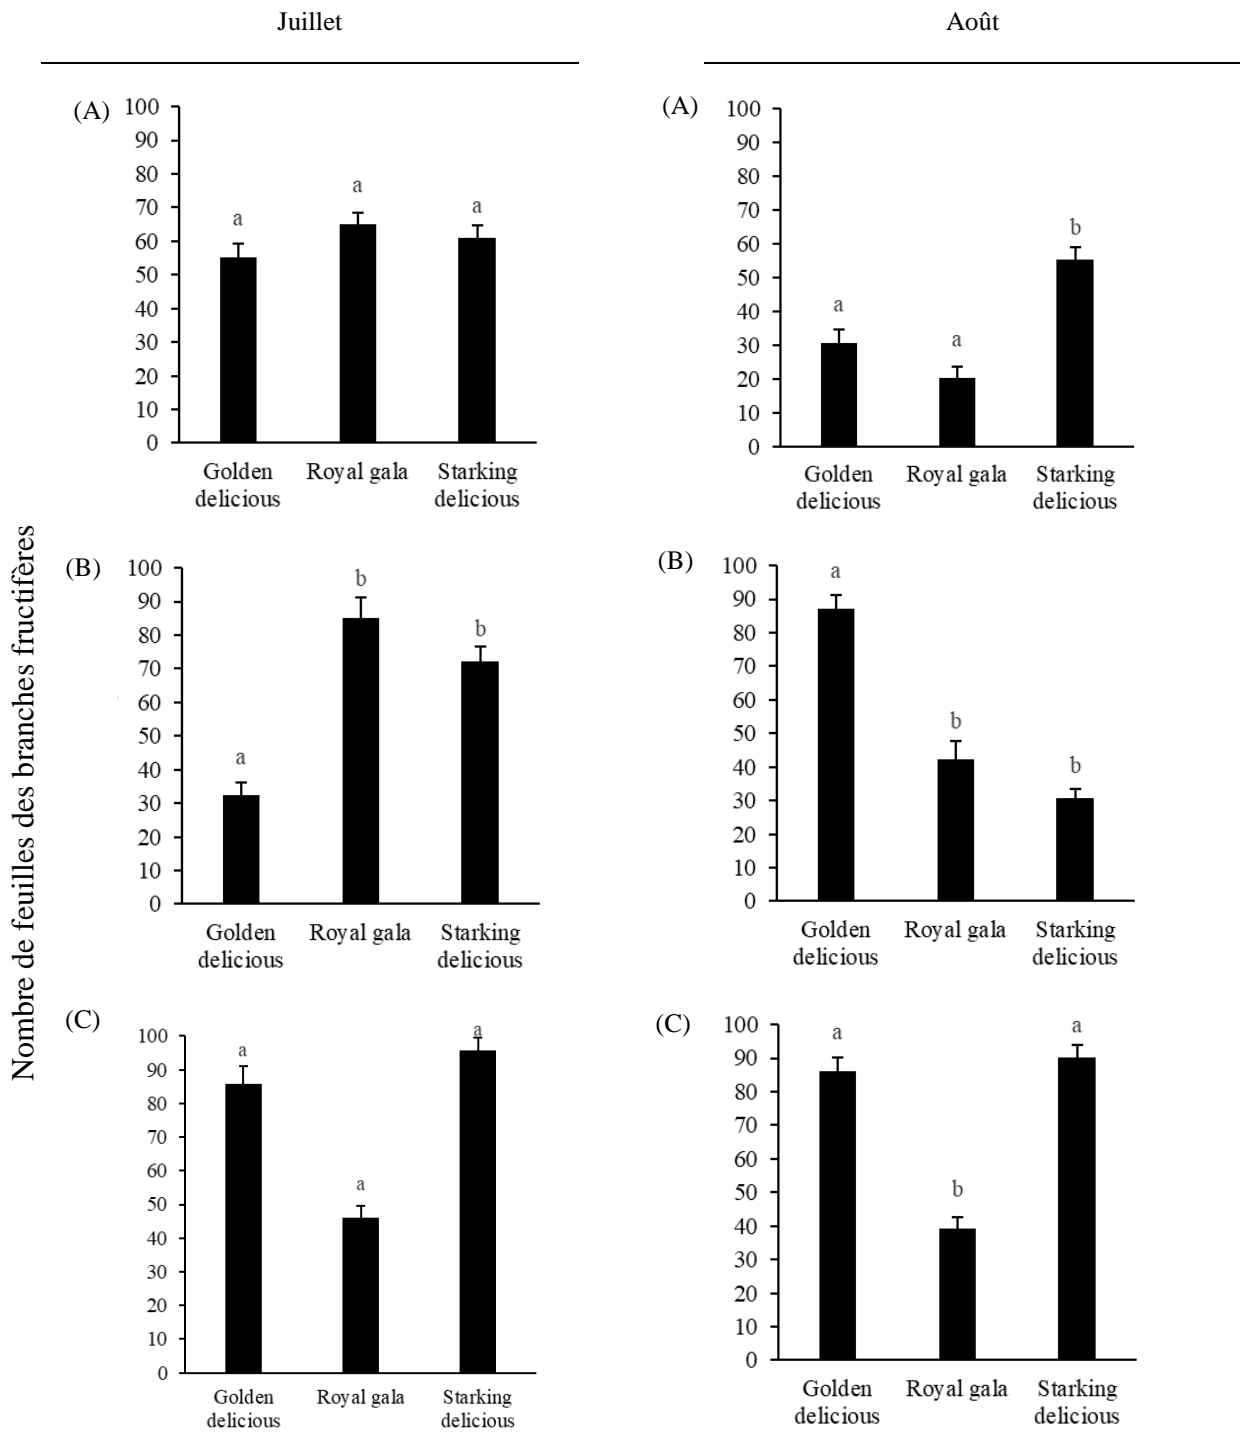 Juillet
Août
Nombre de feuilles des branches fructifères
(A)
100
90
80
70
60
50
40
30
20
10
0
a
a
a
Golden
delicious
Royal gala
Starking
delicious
(A)
100
90
80
70
60
50
40
30
20
10
0
a
a
b
Golden
delicious
Royal gala
Starking
delicious
(B)
100
90
80
70
60
50
40
30
20
10
0
a
b
b
Golden
delicious
Royal gala
Starking
delicious
(B)
100
90
80
70
60
50
40
30
20
10
0
a
b
b
Golden
delicious
Royal gala
Starking
delicious
(C)
100
90
80
70
60
50
40
30
20
10
0
a
a
a
Golden
delicious
Royal gala
Starking
delicious
(C)
100
90
80
70
60
50
40
30
20
10
0
a
b
a
Golden
delicious
Royal gala
Starking
delicious